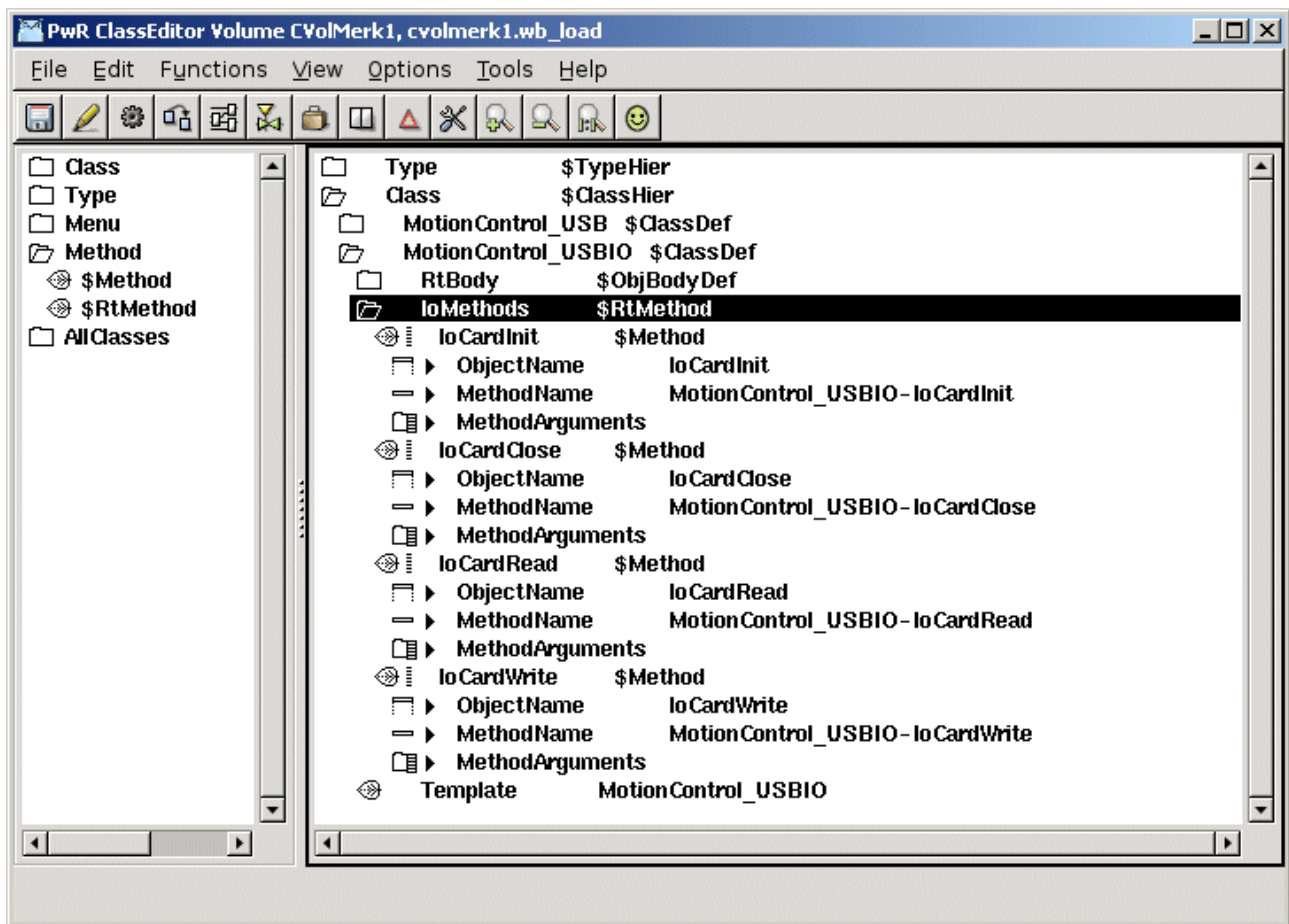 PwR ClassEditor Volume CVolMerk1, cvolmerk1.wb_load
File Edit Functions View Options Tools Help
Class
Type
Menu
Method
$Method
$RtMethod
AllClasses
Type $TypeHier
Class $ClassHier
MotionControl_USB $ClassDef
MotionControl_USBIO $ClassDef
RtBody $ObjBodyDef
IoMethods $RtMethod
IoCardInit $Method
ObjectName IoCardInit
MethodName MotionControl_USBIO-IoCardInit
MethodArguments
IoCardClose $Method
ObjectName IoCardClose
MethodName MotionControl_USBIO-IoCardClose
MethodArguments
IoCardRead $Method
ObjectName IoCardRead
MethodName MotionControl_USBIO-IoCardRead
MethodArguments
IoCardWrite $Method
ObjectName IoCardWrite
MethodName MotionControl_USBIO-IoCardWrite
MethodArguments
Template MotionControl_USBIO